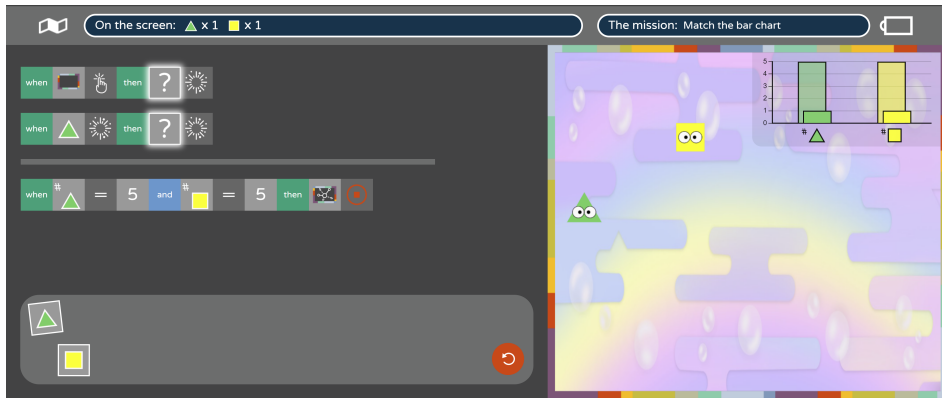 On the screen: x 1 x 1
The mission: Match the bar chart
when then ?
when then ?
when # = 5 and # = 5 then
5
4
3
2
1
0
# #